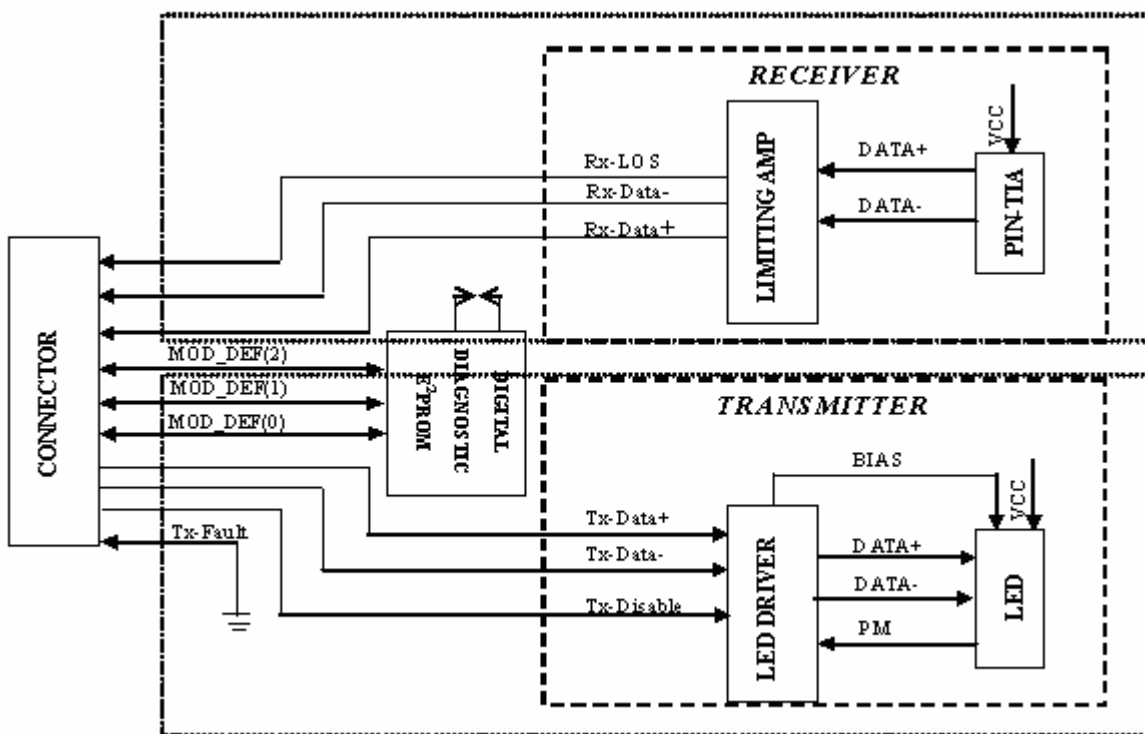 RECEIVER
VCC
LIMITING AMP
DATA+
DATA-
PIN-TIA
Rx-LOS
Rx-Data-
Rx-Data+
CONNECTOR
MOD_DEF(2)
MOD_DEF(1)
MOD_DEF(0)
DIGITAL
DIAGNOSTIC
E²PROM
TRANSMITTER
BIAS
VCC
Tx-Data+
Tx-Data-
Tx-Disable
Tx-Fault
LED DRIVER
DATA+
DATA-
PM
LED